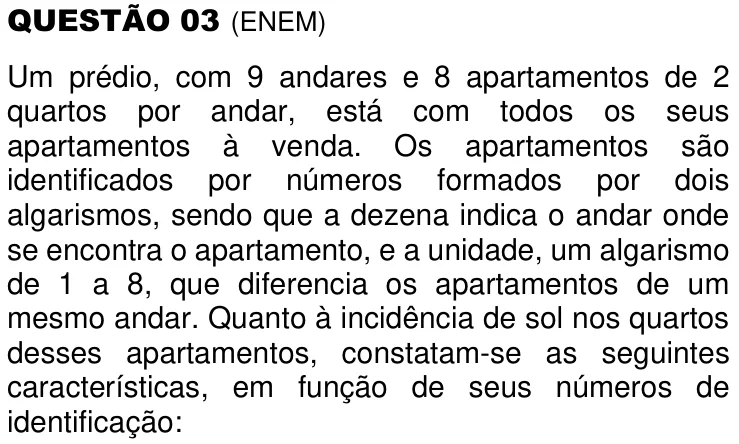 QUESTÃO 03 (ENEM)
Um prédio, com 9 andares e 8 apartamentos de 2
quartos por andar, está com todos os seus
apartamentos à venda. Os apartamentos são
identificados por números formados por dois
algarismos, sendo que a dezena indica o andar onde
se encontra o apartamento, e a unidade, um algarismo
de 1 a 8, que diferencia os apartamentos de um
mesmo andar. Quanto à incidência de sol nos quartos
desses apartamentos, constatam-se as seguintes
características, em função de seus números de
identificação: